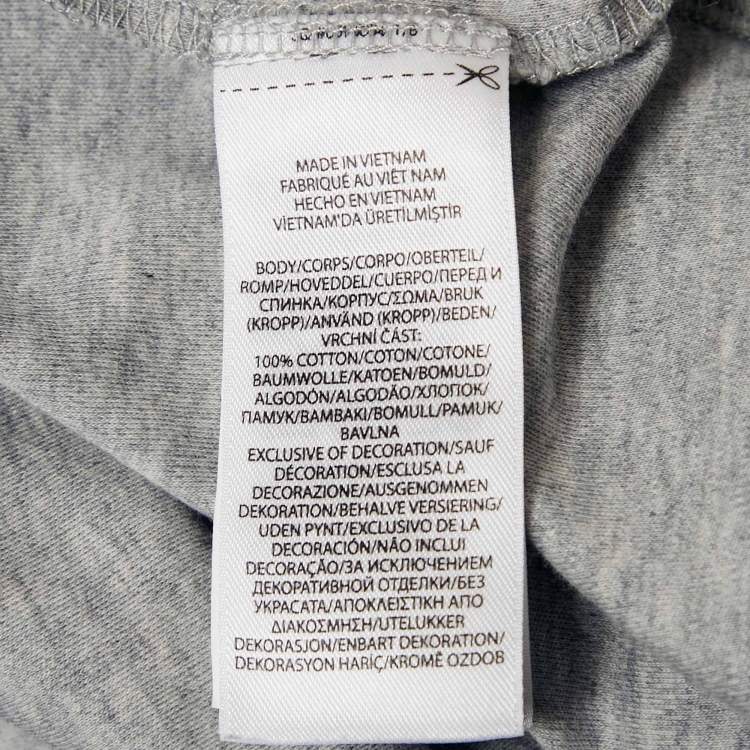 MADE IN VIETNAM
FABRIQUÉ AU VIÊT NAM
HECHO EN VIETNAM
VİETNAM'DA ÜRETİLMİŞTİR
BODY/CORPS/CORPO/OBERTEIL/
ROMP/HOVEDDEL/CUERPO/ПЕРЕД И
СПИНКА/КОРПУС/ΣΩΜΑ/BRUK
(KROPP)/ANVÄND (KROPP)/BEDEN/
VRCHNÍ ČÁST:
100% COTTON/COTON/COTONE/
BAUMWOLLE/KATOEN/BOMULD/
ALGODÓN/ALGODÃO/ХЛОПОК/
ПАМУК/ΒΑΜΒΑΚΙ/BOMULL/PAMUK/
BAVLNA
EXCLUSIVE OF DECORATION/SAUF
DÉCORATION/ESCLUSA LA
DECORAZIONE/AUSGENOMMEN
DEKORATION/BEHALVE VERSIERING/
UDEN PYNT/EXCLUSIVO DE LA
DECORACIÓN/NÃO INCLUI
DECORAÇÃO/ЗА ИСКЛЮЧЕНИЕМ
ДЕКОРАТИВНОЙ ОТДЕЛКИ/БЕЗ
УКРАСАТА/ΑΠΟΚΛΕΙΣΤΙΚΗ ΑΠΟ
ΔΙΑΚΟΣΜΗΣΗ/UTELUKKER
DEKORASJON/ENBART DEKORATION/
DEKORASYON HARİÇ/KROMĚ OZDOB